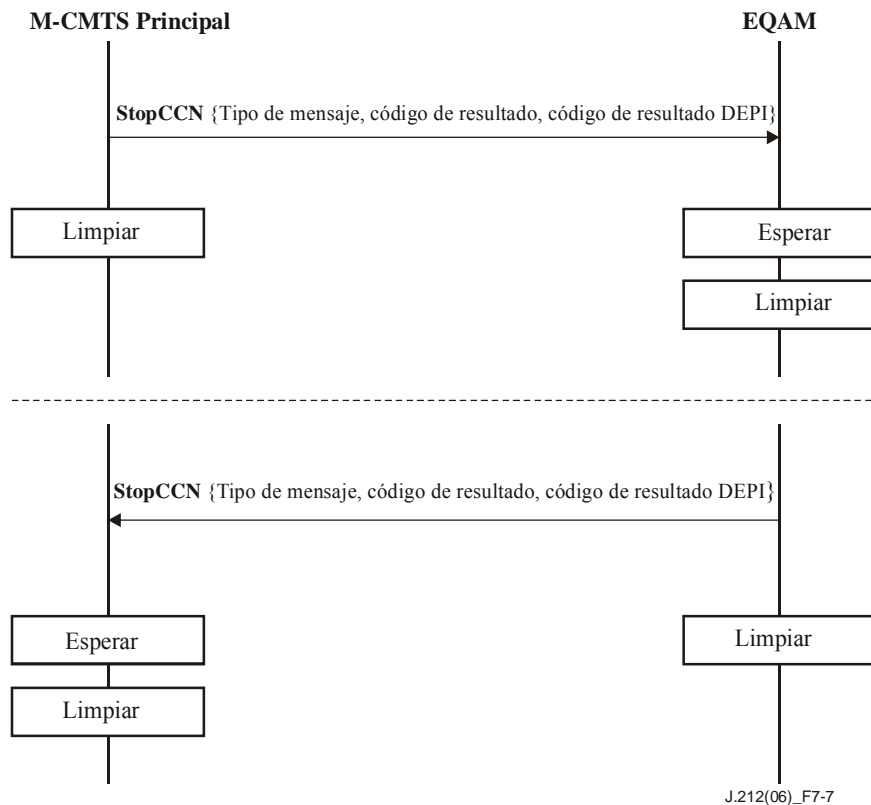 M-CMTS Principal
EQAM
StopCCN {Tipo de mensaje, código de resultado, código de resultado DEPI}
Limpiar
Esperar
Limpiar
StopCCN {Tipo de mensaje, código de resultado, código de resultado DEPI}
Esperar
Limpiar
Limpiar
J.212(06)_F7-7